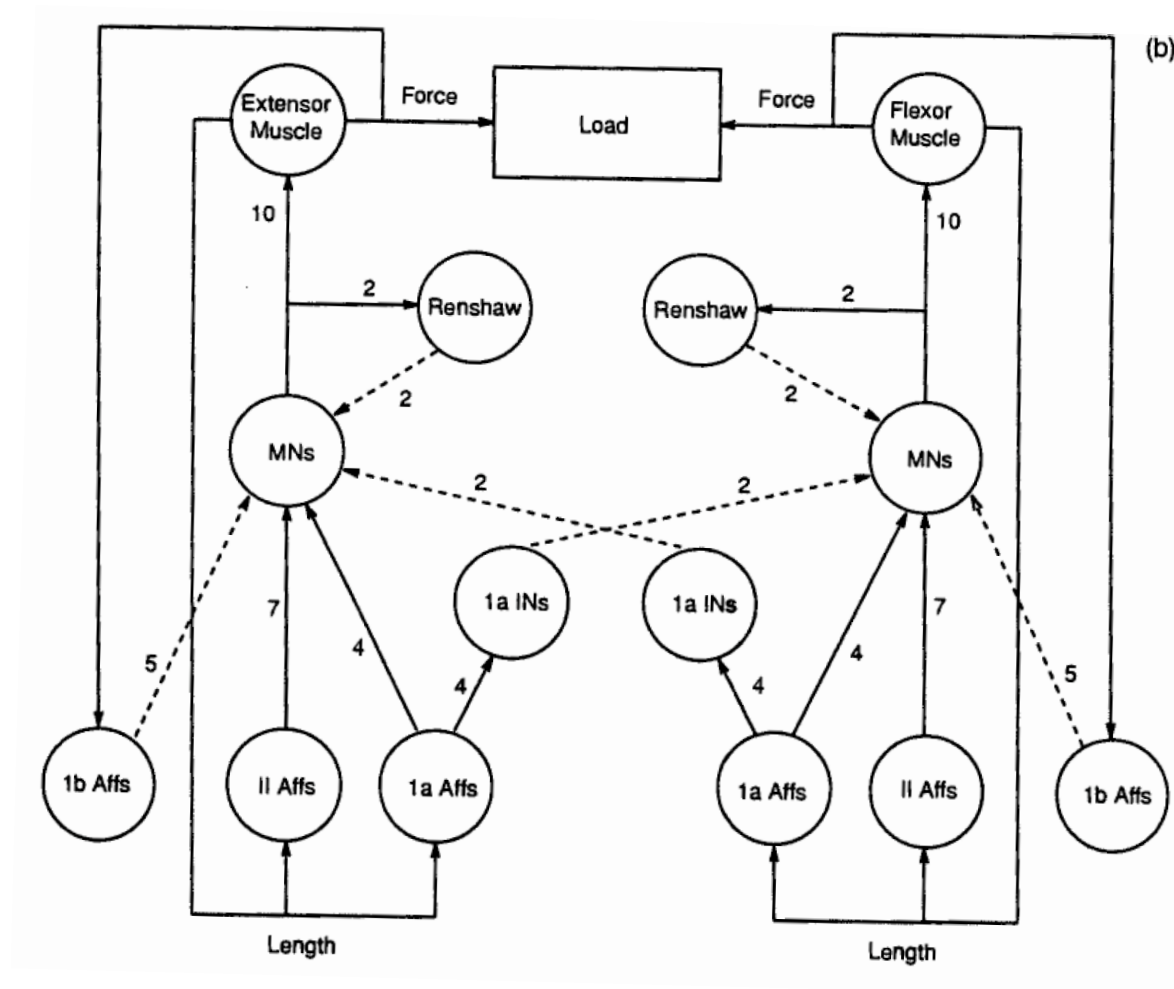 (b)
Extensor
Muscle
Force
Load
Force
Flexor
Muscle
10
10
2
Renshaw
Renshaw
2
2
2
MNs
MNs
2
2
1a INs
1a INs
7
4
4
4
4
7
5
5
1b Affs
II Affs
1a Affs
1a Affs
II Affs
1b Affs
Length
Length